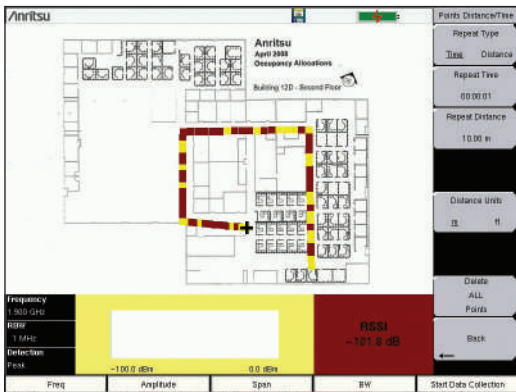 Anritsu
Points Distance/Time
Anritsu
April 2003
Occupancy Allocations
Building 12D - Second Floor
Repeat Type
Time Distance
Repeat Time
00:00:01
Repeat Distance
10.00 m
Distance Units
m ft
Delete
ALL
Points
Back
Frequency
1.900 GHz
RBW
1 MHz
Detection
Peak
-100.0 dBm 0.0 dBm
RSSI
-101.8 dB
Freq Amplitude Span BW Start Data Collection